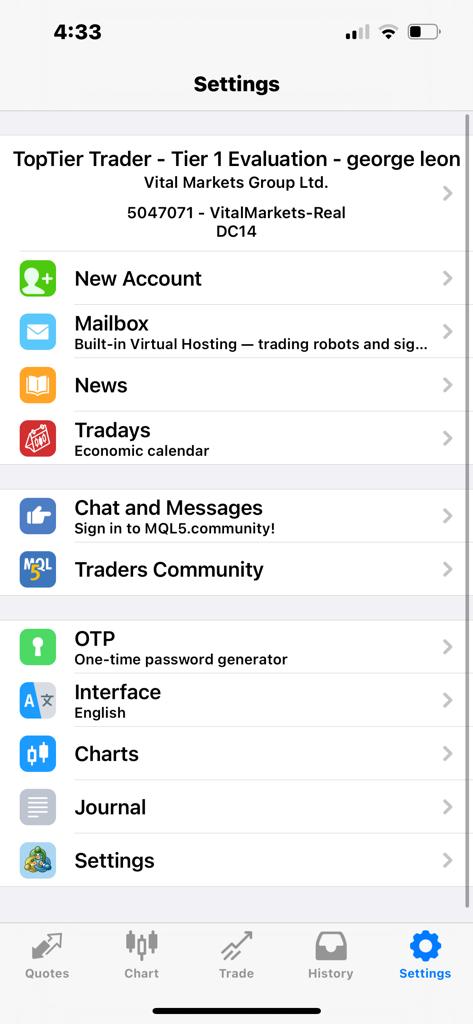 4:33
Settings
TopTier Trader - Tier 1 Evaluation - george leon
Vital Markets Group Ltd.
5047071 - VitalMarkets-Real
DC14
New Account
Mailbox
Built-in Virtual Hosting — trading robots and sig...
News
Tradays
Economic calendar
Chat and Messages
Sign in to MQL5.community!
MQL
5
Traders Community
OTP
One-time password generator
A 文
Interface
English
Charts
Journal
Settings
Quotes
Chart
Trade
History
Settings